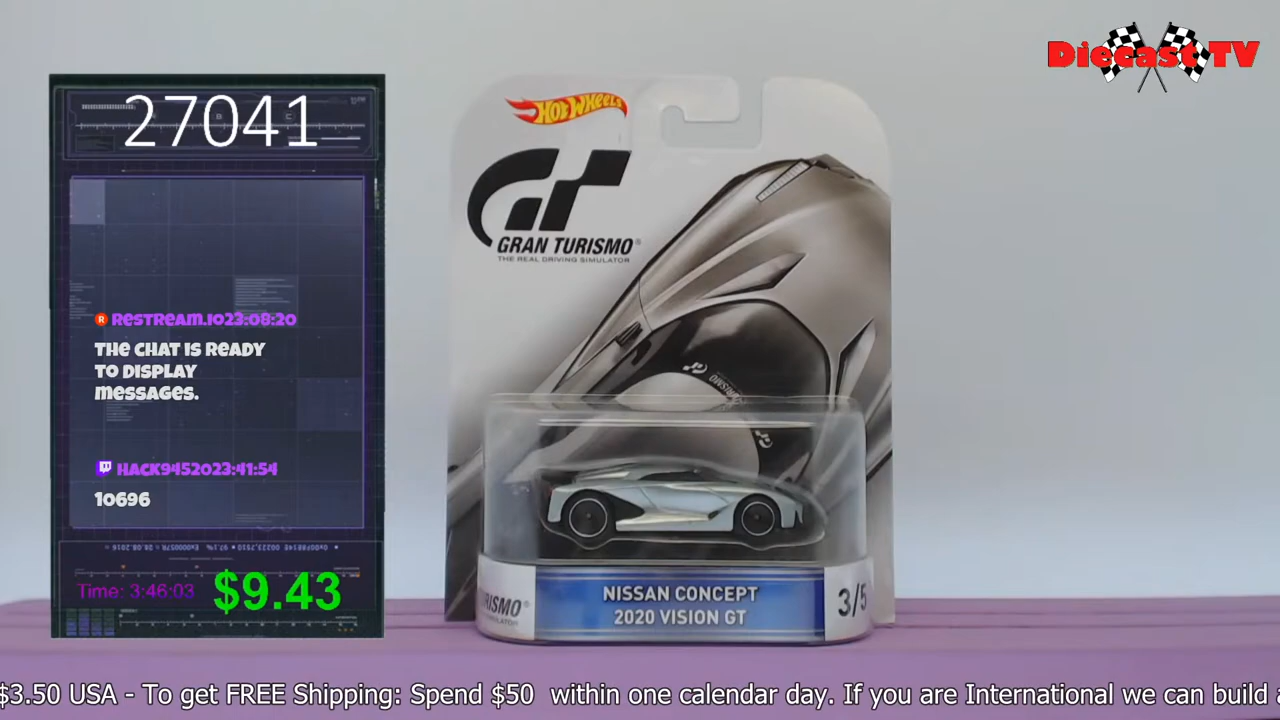 Diecast TV
27041
RESTREAM.IO23:08:20
THE CHAT IS READY
TO DISPLAY
MESSAGES.
HACK9452023:41:54
10696
Time: 3:46:03
$9.43
HOT WHEELS
GRAN TURISMO®
THE REAL DRIVING SIMULATOR
NISSAN CONCEPT
2020 VISION GT
3/5
$3.50 USA - To get FREE Shipping: Spend $50 within one calendar day. If you are International we can build a